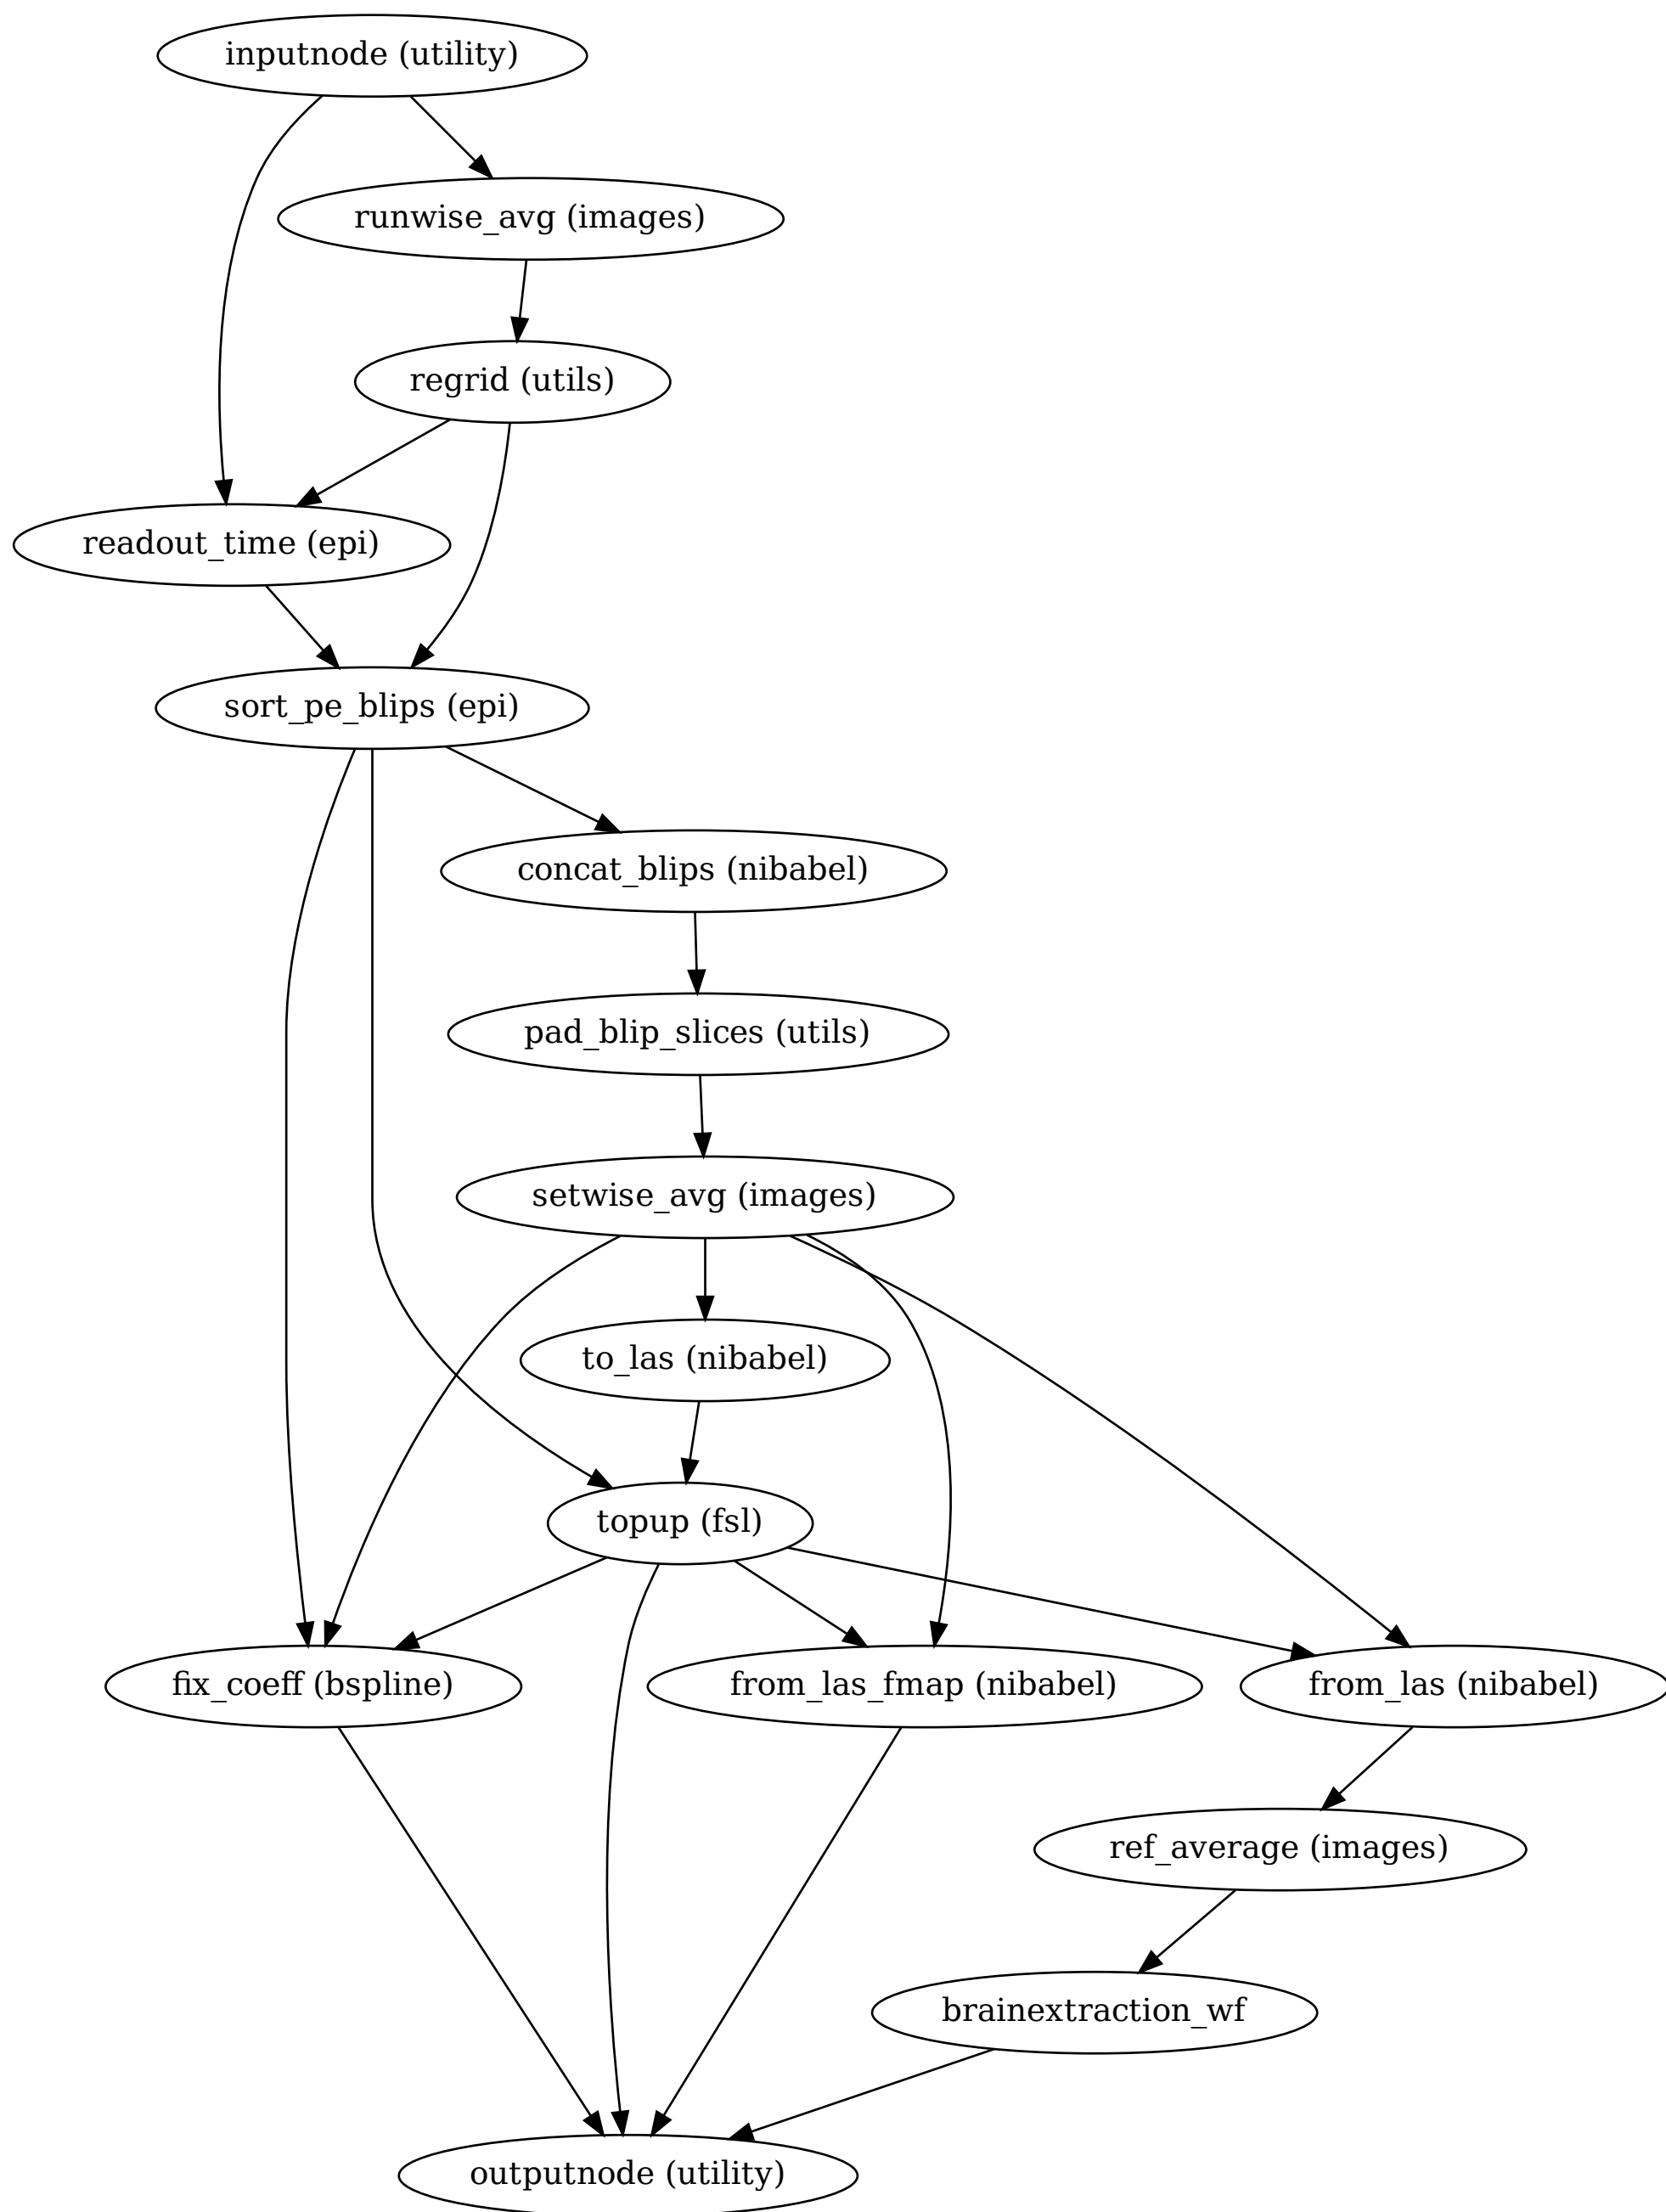 inputnode (utility)
runwise_avg (images)
regrid (utils)
readout_time (epi)
sort_pe_blips (epi)
concat_blips (nibabel)
pad_blip_slices (utils)
setwise_avg (images)
to_las (nibabel)
topup (fsl)
fix_coeff (bspline)
from_las_fmap (nibabel)
from_las (nibabel)
ref_average (images)
brainextraction_wf
outputnode (utility)